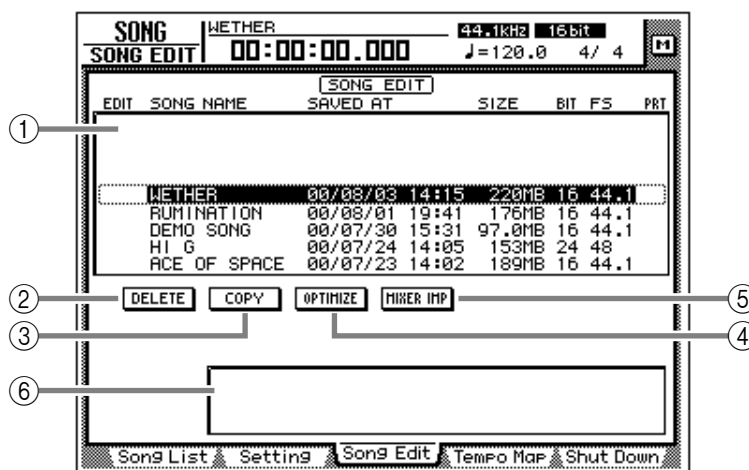 SONG WETHER 44.1kHz 16bit
SONG EDIT 00:00:00.000 ♩=120.0 4/ 4 M
SONG EDIT
EDIT SONG NAME SAVED AT SIZE BIT FS PRT
①
WETHER 00/08/03 14:15 220MB 16 44.1
RUMINATION 00/08/01 19:41 176MB 16 44.1
DEMO SONG 00/07/30 15:31 97.0MB 16 44.1
HI G 00/07/24 14:05 153MB 24 48
ACE OF SPACE 00/07/23 14:02 189MB 16 44.1
② DELETE COPY OPTIMIZE MIXER IMP ⑤
③ ④
⑥
Song List Setting Song Edit Tempo Map Shut Down